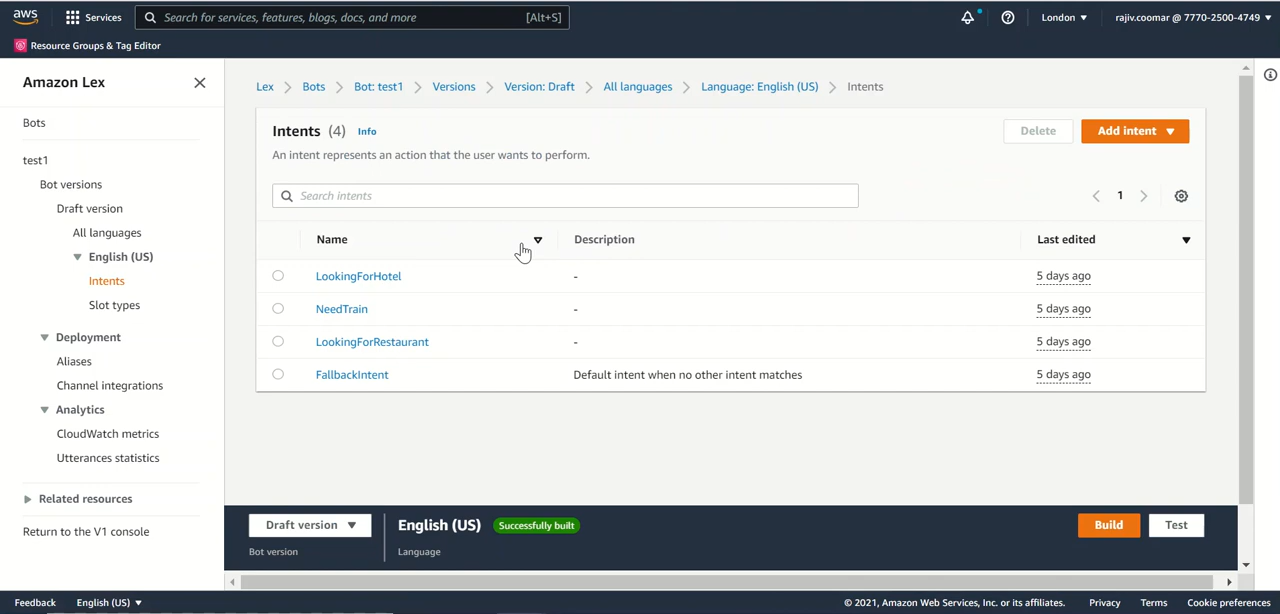 aws
Services
Search for services, features, blogs, docs, and more
[Alt+S]
London ▼
rajiv.coomar @ 7770-2500-4749 ▼
Resource Groups & Tag Editor
Amazon Lex
Bots
test1
Bot versions
Draft version
All languages
English (US)
Intents
Slot types
Deployment
Aliases
Channel integrations
Analytics
CloudWatch metrics
Utterances statistics
Related resources
Return to the V1 console
Lex > Bots > Bot: test1 > Versions > Version: Draft > All languages > Language: English (US) > Intents
Intents (4) Info
Delete
Add intent ▼
An intent represents an action that the user wants to perform.
Search intents
< 1 >
Name Description Last edited
LookingForHotel - 5 days ago
NeedTrain - 5 days ago
LookingForRestaurant - 5 days ago
FallbackIntent Default intent when no other intent matches 5 days ago
Draft version ▼
Bot version
English (US) Successfully built
Language
Build
Test
Feedback English (US) ▼
© 2021, Amazon Web Services, Inc. or its affiliates. Privacy Terms Cookie preferences